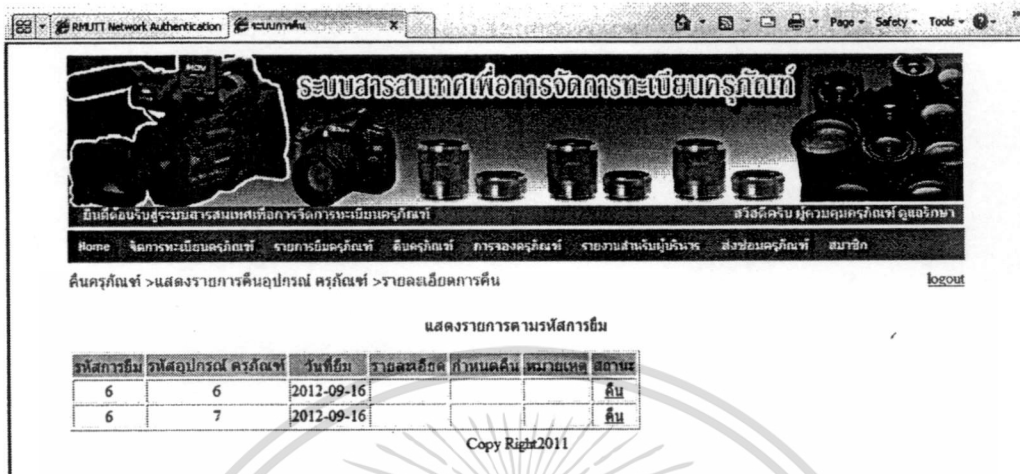 RMUTT Network Authentication ระบบการคืน x Page Safety Tools
ระบบสารสนเทศเพื่อการจัดการทะเบียนครุภัณฑ์
ยินดีต้อนรับสู่ระบบสารสนเทศเพื่อการจัดการทะเบียนครุภัณฑ์ สวัสดีครับ ผู้ควบคุมครุภัณฑ์ ดูแลรักษา
Home จัดการทะเบียนครุภัณฑ์ รายการยืมครุภัณฑ์ คืนครุภัณฑ์ การจองครุภัณฑ์ รายงานสำหรับผู้บริหาร ส่งซ่อมครุภัณฑ์ สมาชิก
คืนครุภัณฑ์ >แสดงรายการคืนอุปกรณ์ ครุภัณฑ์ >รายละเอียดการคืน logout
แสดงรายการตามรหัสการยืม
รหัสการยืม รหัสอุปกรณ์ ครุภัณฑ์ วันที่ยืม รายละเอียด กำหนดคืน หมายเหตุ สถานะ
6 6 2012-09-16 คืน
6 7 2012-09-16 คืน
Copy Right2011